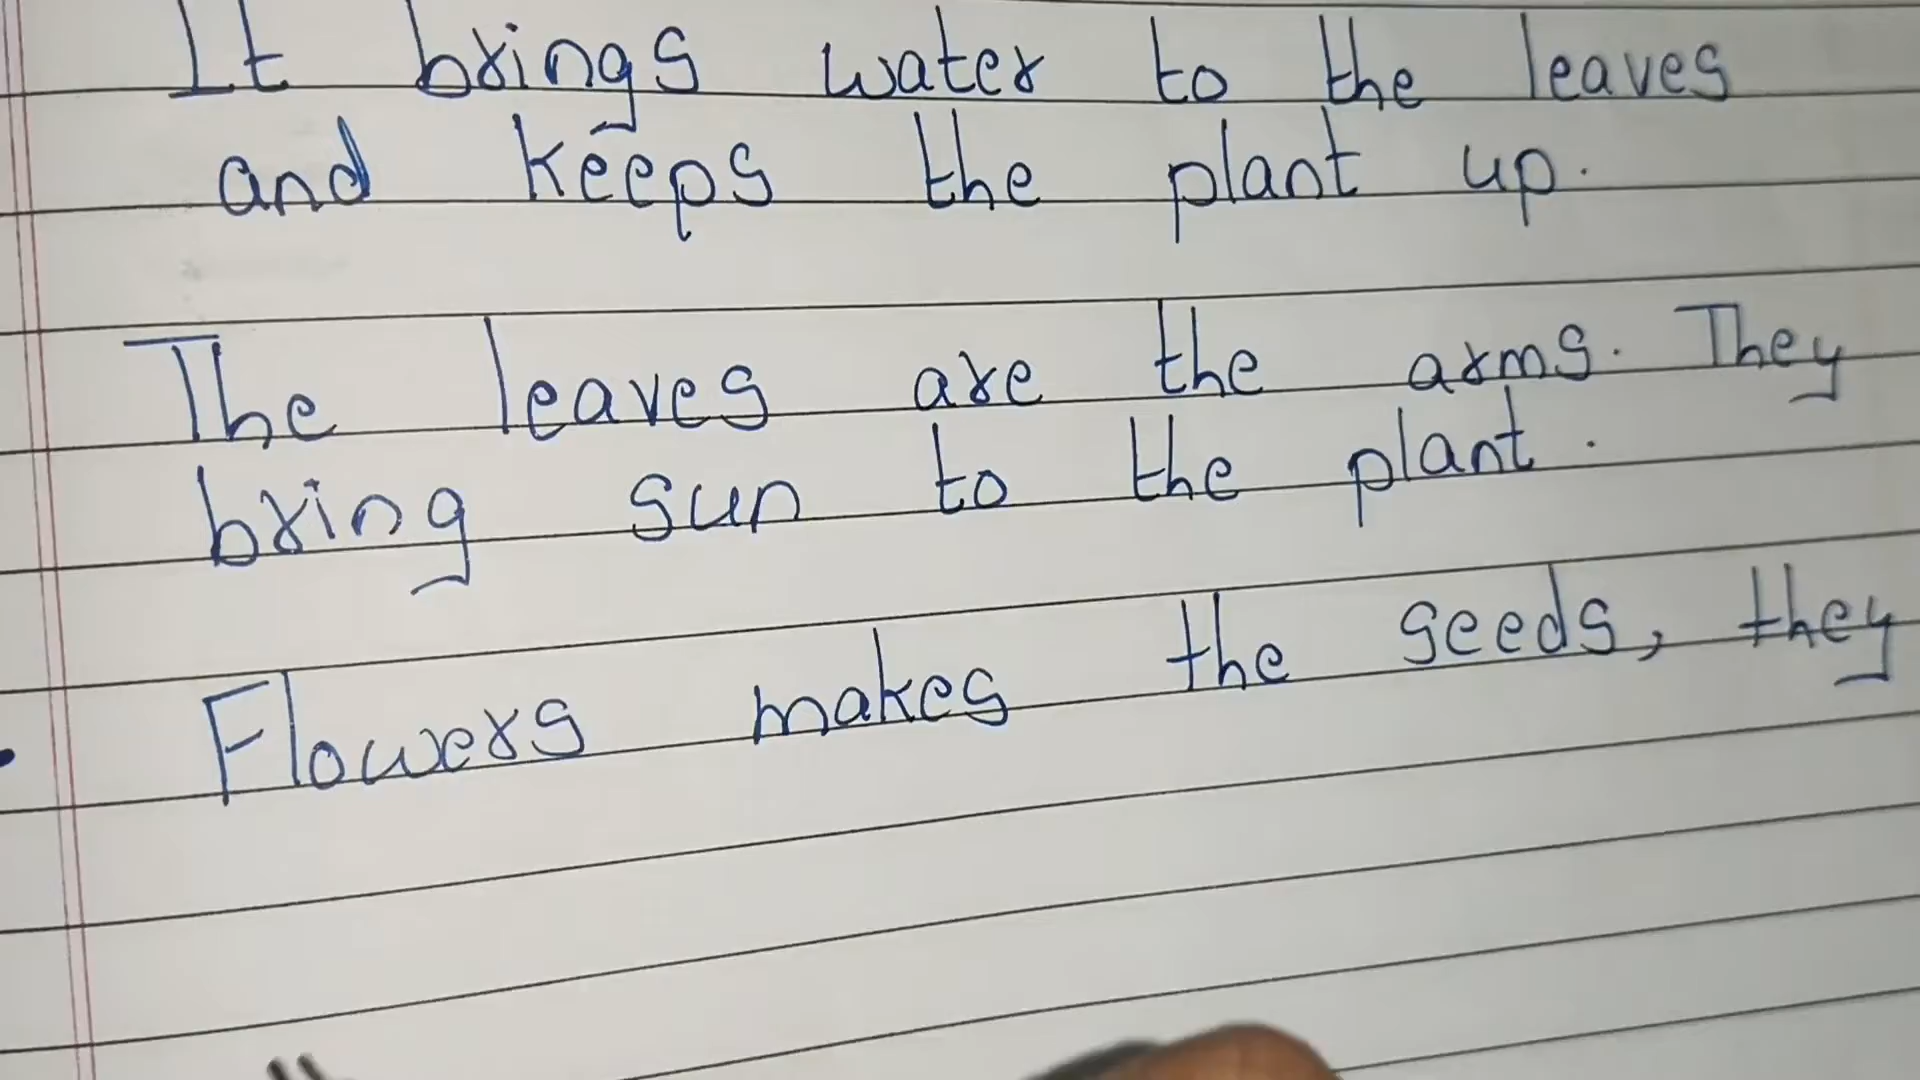 It brings water to the leaves
and keeps the plant up.
The leaves are the arms. They
bring sun to the plant.
Flowers makes the seeds, they